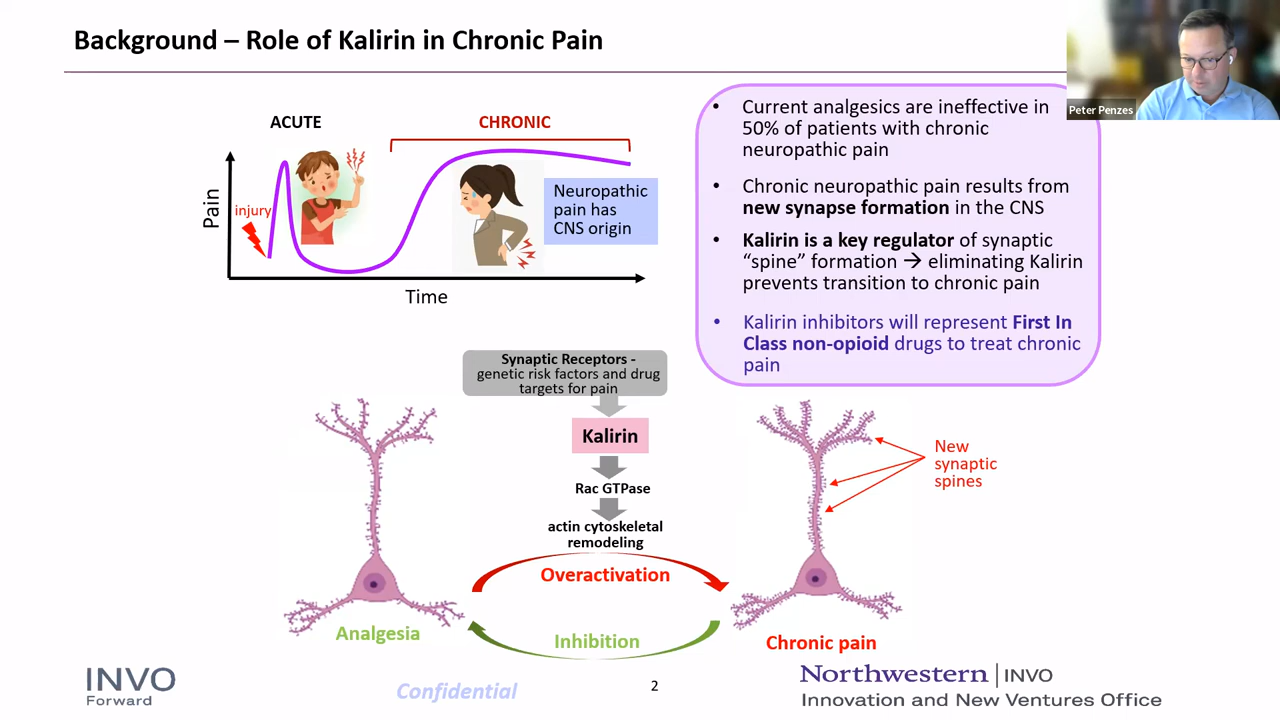 Background – Role of Kalirin in Chronic Pain
Peter Penzes
ACUTE
CHRONIC
Pain
injury
Neuropathic
pain has
CNS origin
Time
• Current analgesics are ineffective in
50% of patients with chronic
neuropathic pain
• Chronic neuropathic pain results from
new synapse formation in the CNS
• Kalirin is a key regulator of synaptic
“spine” formation → eliminating Kalirin
prevents transition to chronic pain
• Kalirin inhibitors will represent First In
Class non-opioid drugs to treat chronic
pain
Synaptic Receptors -
genetic risk factors and drug
targets for pain
Kalirin
Rac GTPase
actin cytoskeletal
remodeling
Overactivation
Inhibition
Analgesia
Chronic pain
New
synaptic
spines
INVO
Forward
Confidential
2
Northwestern | INVO
Innovation and New Ventures Office